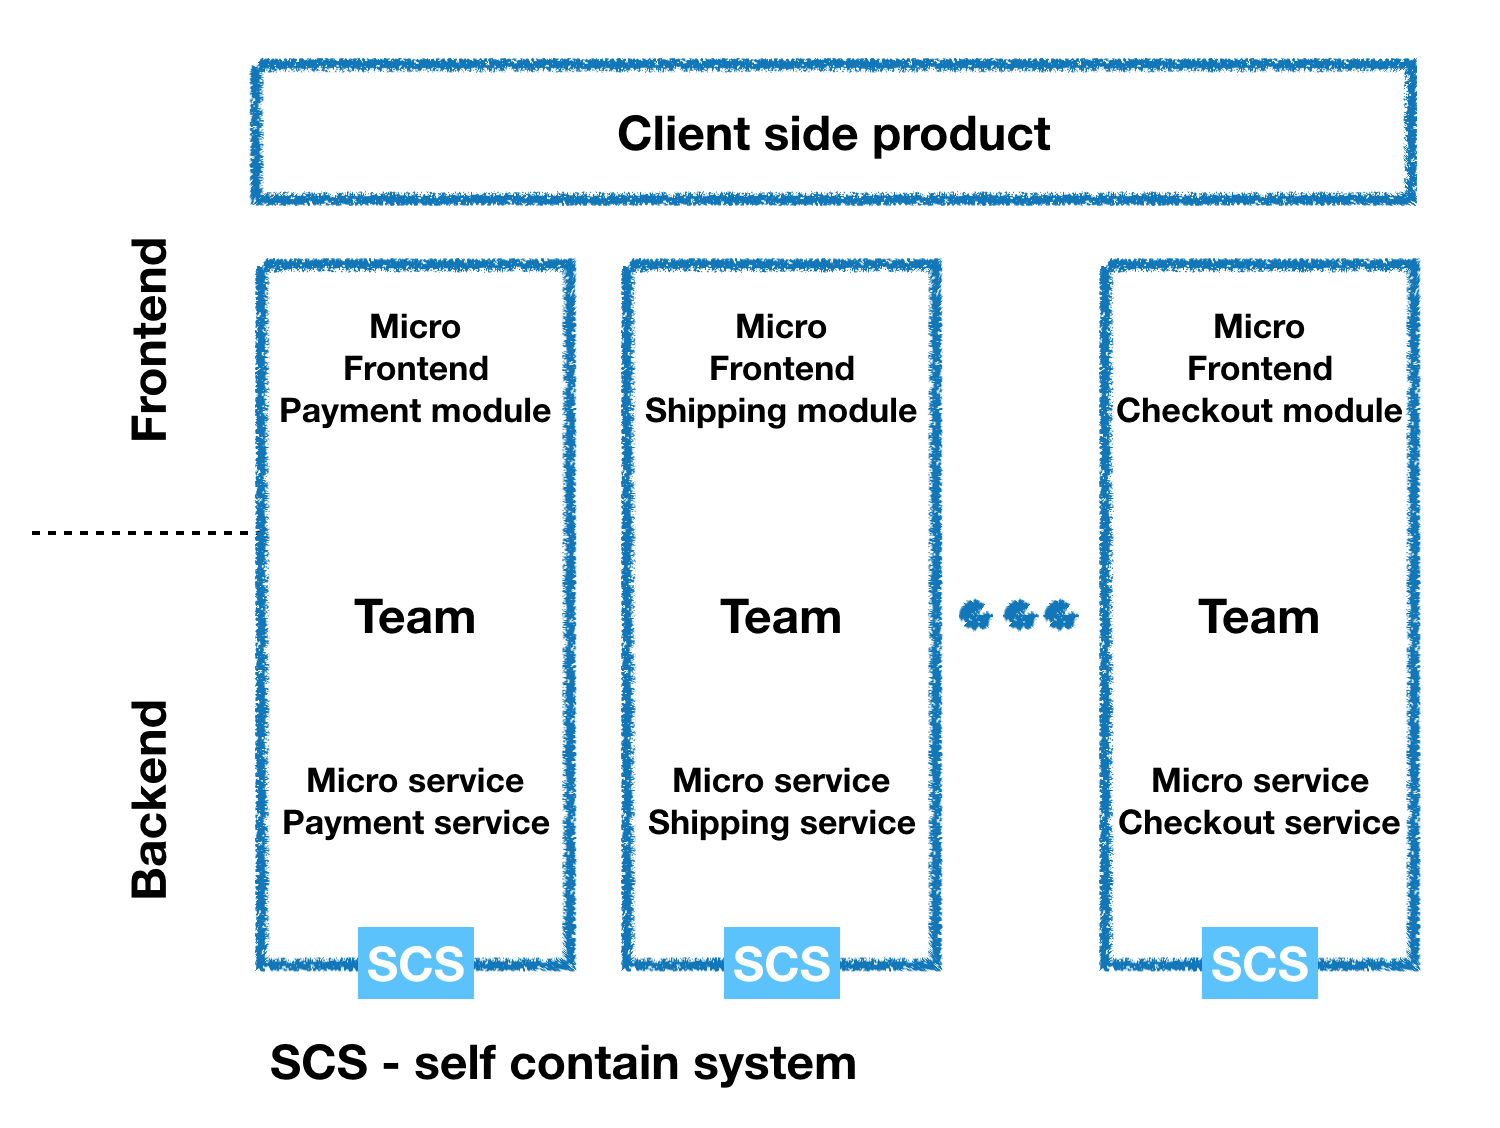 Client side product
Frontend
Micro
Frontend
Payment module
Micro
Frontend
Shipping module
Micro
Frontend
Checkout module
Team
Team
Team
Backend
Micro service
Payment service
Micro service
Shipping service
Micro service
Checkout service
SCS
SCS
SCS
SCS - self contain system